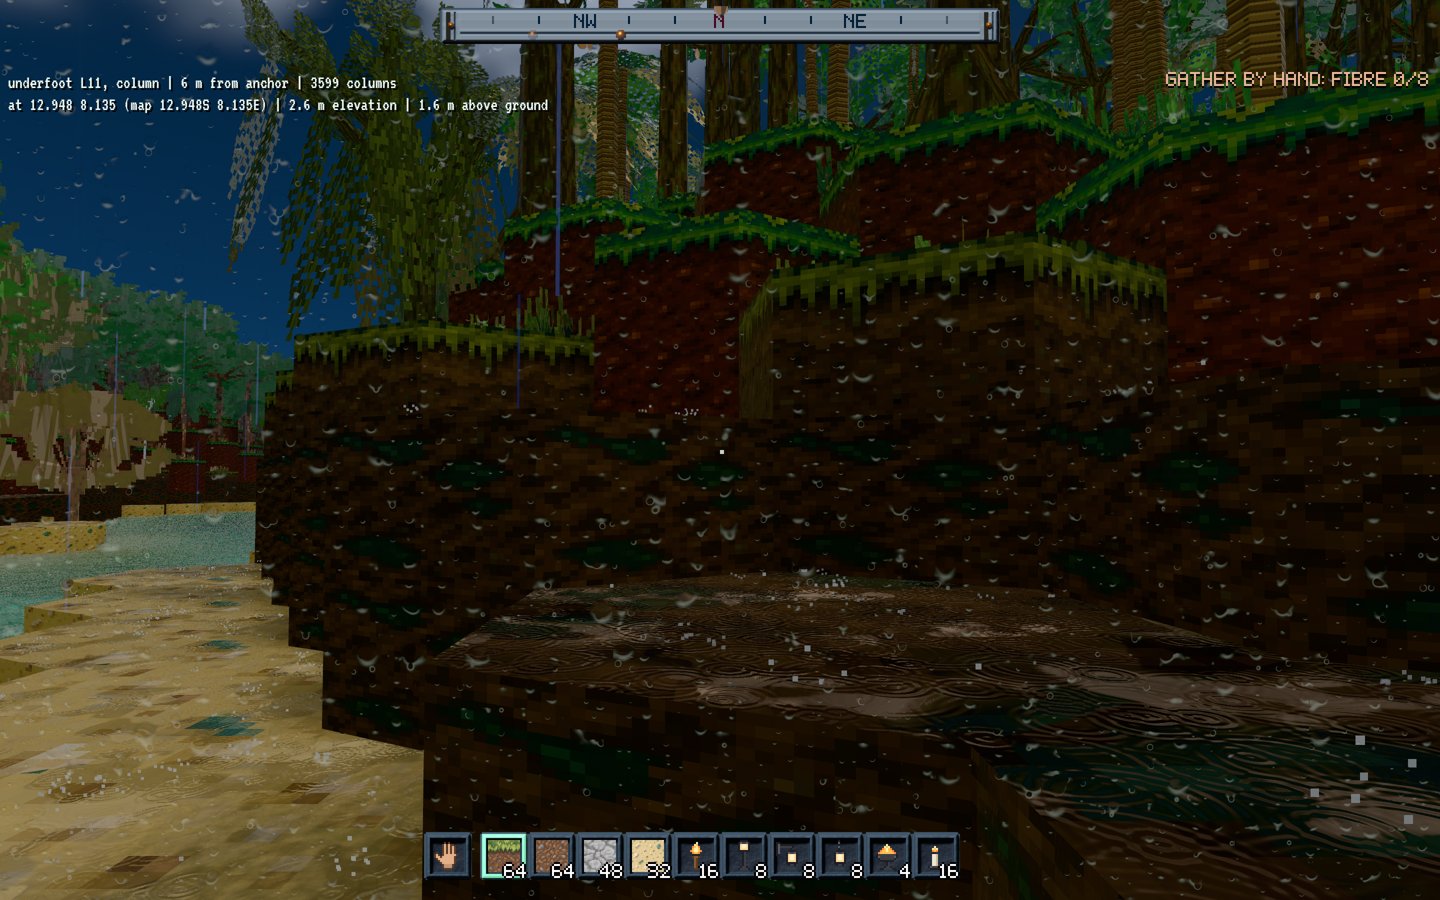 NW N NE
underfoot L11, column | 6 m from anchor | 3599 columns
at 12.948 8.135 (map 12.948S 8.135E) | 2.6 m elevation | 1.6 m above ground
GATHER BY HAND: FIBRE 0/8
64 64 48 32 16 8 8 8 4 16